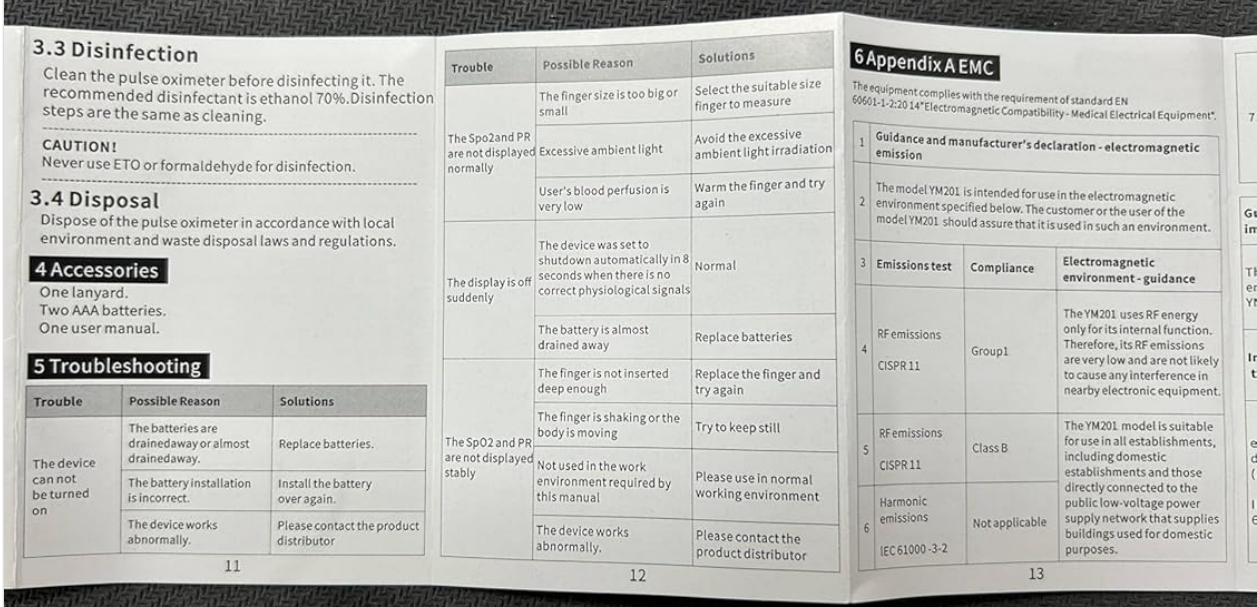 3.3 Disinfection
Clean the pulse oximeter before disinfecting it. The
recommended disinfectant is ethanol 70%.Disinfection
steps are the same as cleaning.
CAUTION!
Never use ETO or formaldehyde for disinfection.
3.4 Disposal
Dispose of the pulse oximeter in accordance with local
environment and waste disposal laws and regulations.
4 Accessories
One lanyard.
Two AAA batteries.
One user manual.
5 Troubleshooting
Trouble Possible Reason Solutions
The device
can not
be turned
on
The batteries are
drainedaway or almost
drainedaway.
Replace batteries.
The battery installation
is incorrect.
Install the battery
over again.
The device works
abnormally.
Please contact the product
distributor
11
Trouble Possible Reason Solutions
The Spo2and PR
are not displayed
normally
The finger size is too big or
small
Select the suitable size
finger to measure
Excessive ambient light
Avoid the excessive
ambient light irradiation
User's blood perfusion is
very low
Warm the finger and try
again
The display is off
suddenly
The device was set to
shutdown automatically in 8
seconds when there is no
correct physiological signals
Normal
The battery is almost
drained away
Replace batteries
The SpO2 and PR
are not displayed
stably
The finger is not inserted
deep enough
Replace the finger and
try again
The finger is shaking or the
body is moving
Try to keep still
Not used in the work
environment required by
this manual
Please use in normal
working environment
The device works
abnormally.
Please contact the
product distributor
12
6 Appendix A EMC
The equipment complies with the requirement of standard EN
60601-1-2:2014"Electromagnetic Compatibility - Medical Electrical Equipment".
1 Guidance and manufacturer's declaration - electromagnetic
emission
2 The model YM201 is intended for use in the electromagnetic
environment specified below. The customer or the user of the
model YM201 should assure that it is used in such an environment.
3 Emissions test Compliance Electromagnetic
environment - guidance
4 RF emissions
CISPR 11
Group1
The YM201 uses RF energy
only for its internal function.
Therefore, its RF emissions
are very low and are not likely
to cause any interference in
nearby electronic equipment.
5 RF emissions
CISPR 11
Class B
The YM201 model is suitable
for use in all establishments,
including domestic
establishments and those
directly connected to the
public low-voltage power
supply network that supplies
buildings used for domestic
purposes.
6 Harmonic
emissions
IEC 61000-3-2
Not applicable
13